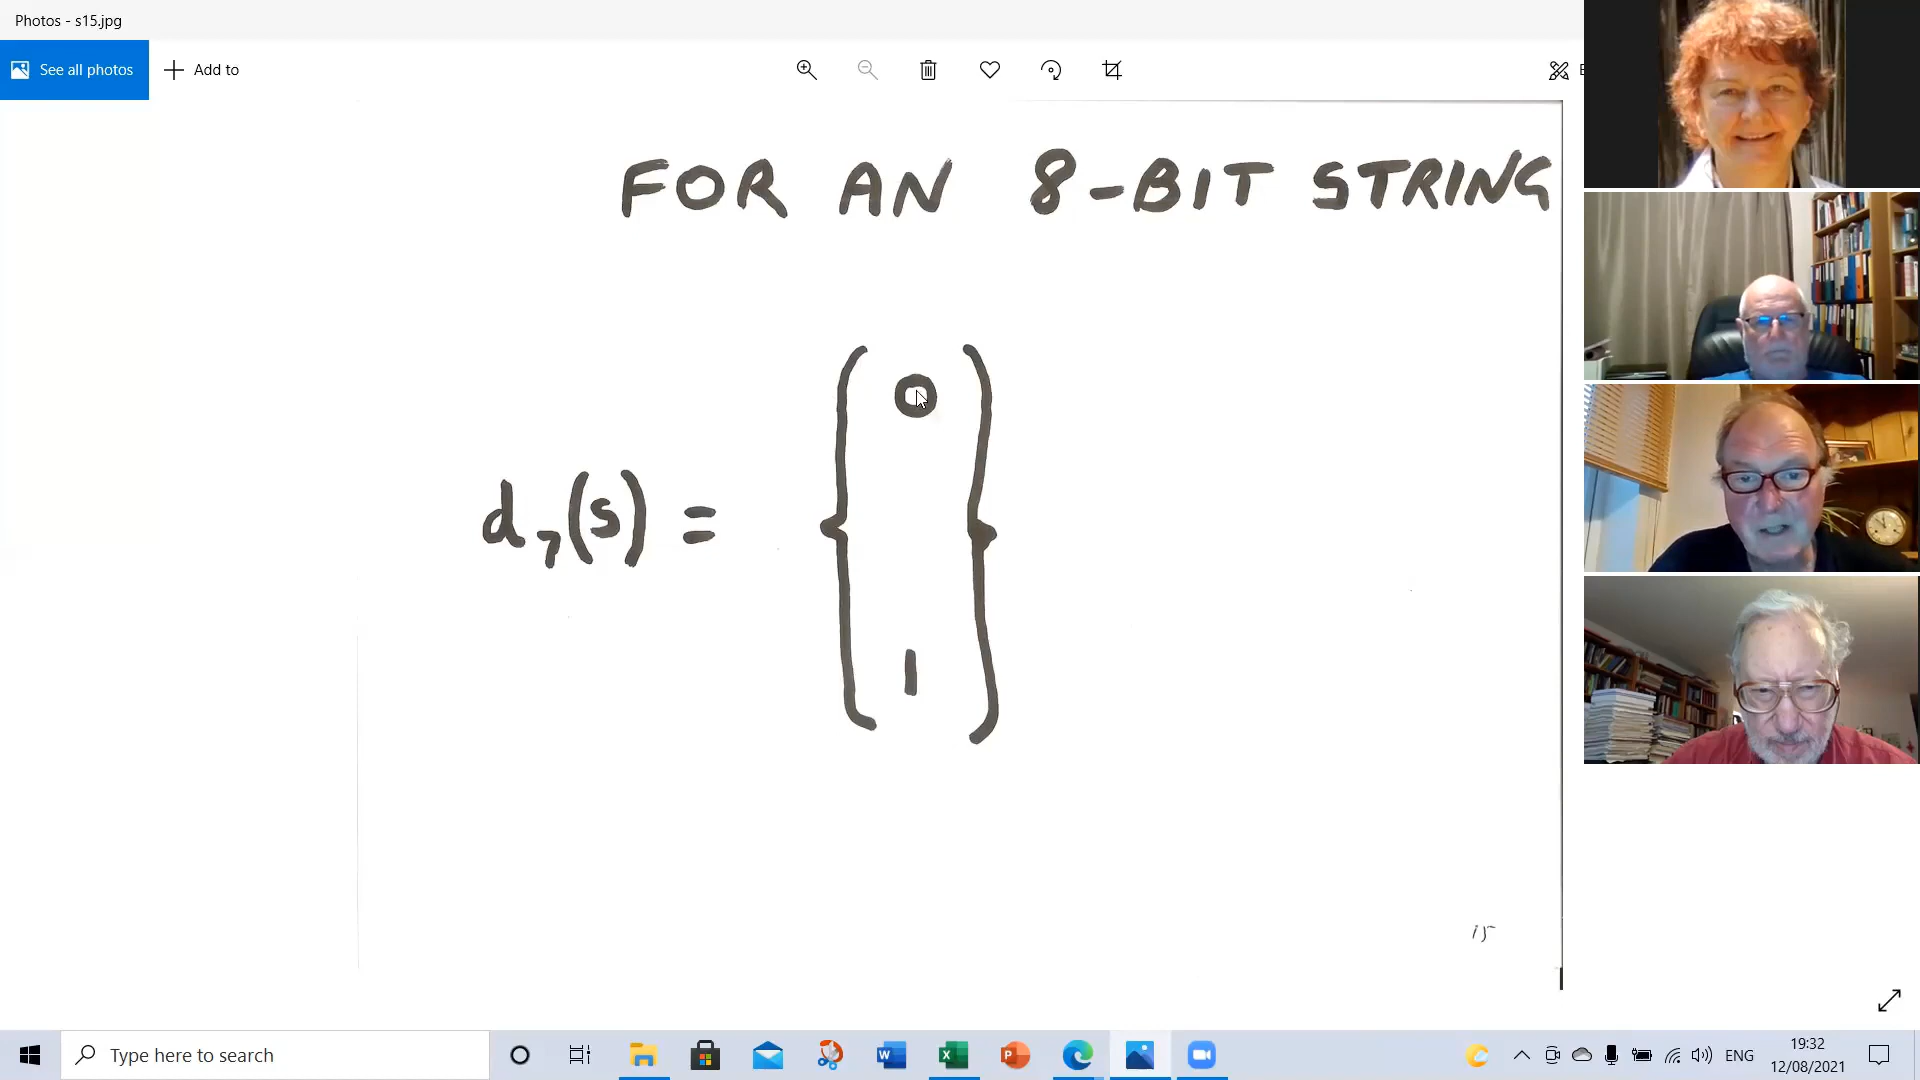 Photos - s15.jpg
See all photos
Add to
E
FOR AN 8-BIT STRING
0
d₇(s) =
1
15
Type here to search
ENG
19:32
12/08/2021